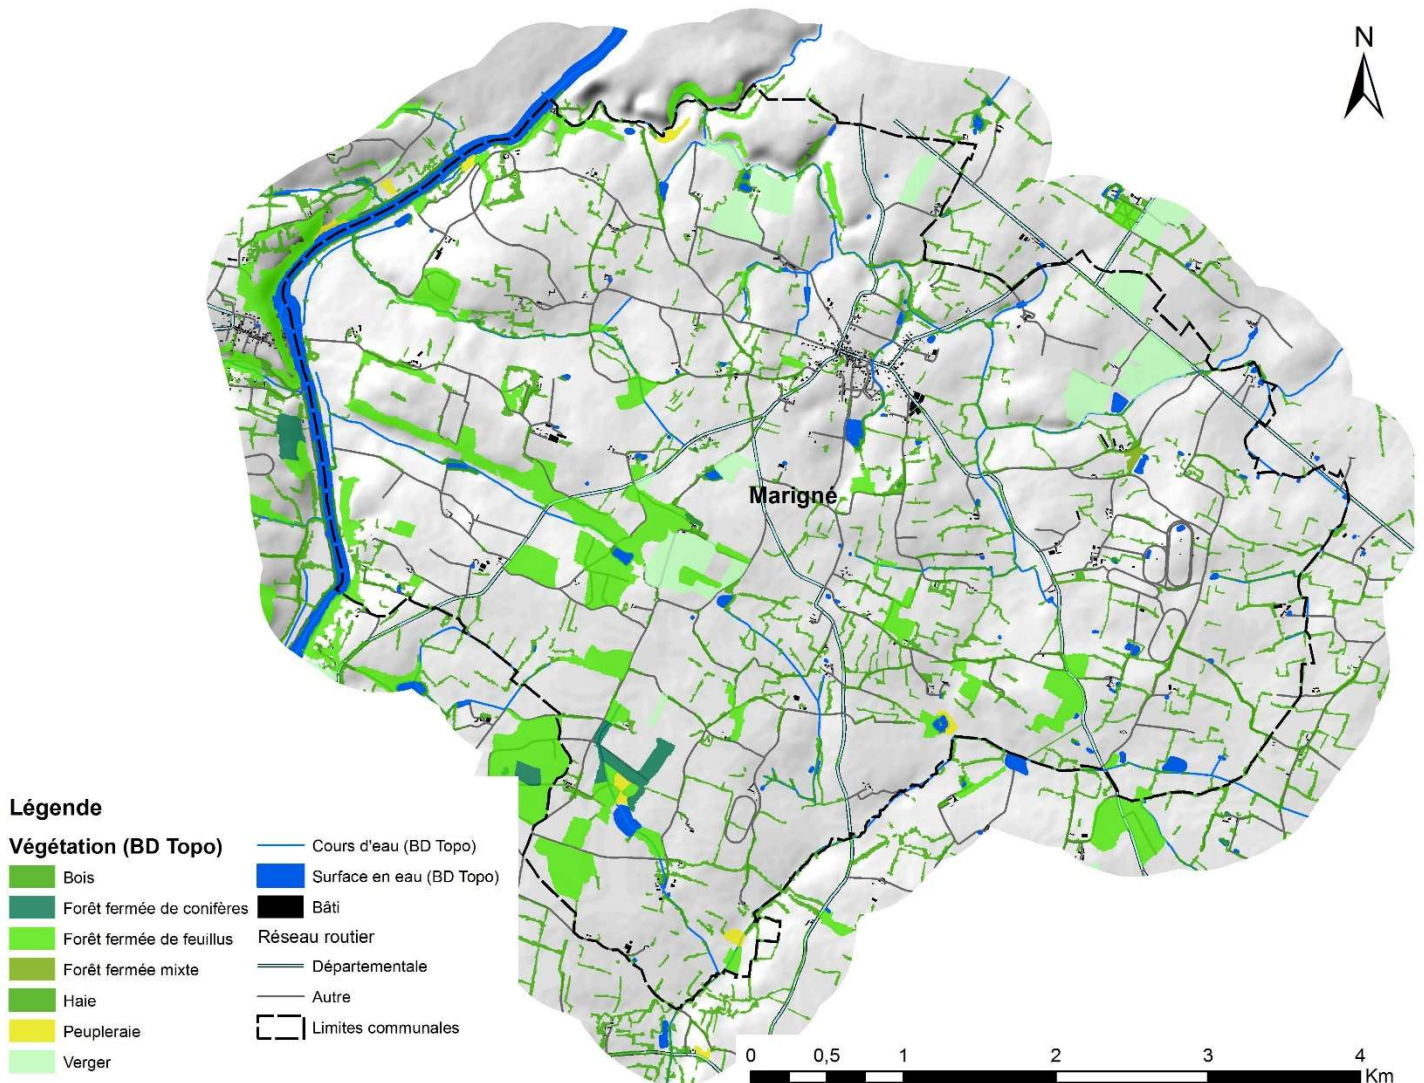 N
Marigné
Légende
Végétation (BD Topo)
Bois
Forêt fermée de conifères
Forêt fermée de feuillus
Forêt fermée mixte
Haie
Peupleraie
Verger
Cours d'eau (BD Topo)
Surface en eau (BD Topo)
Bâti
Réseau routier
Départementale
Autre
Limites communales
0 0,5 1 2 3 4
Km